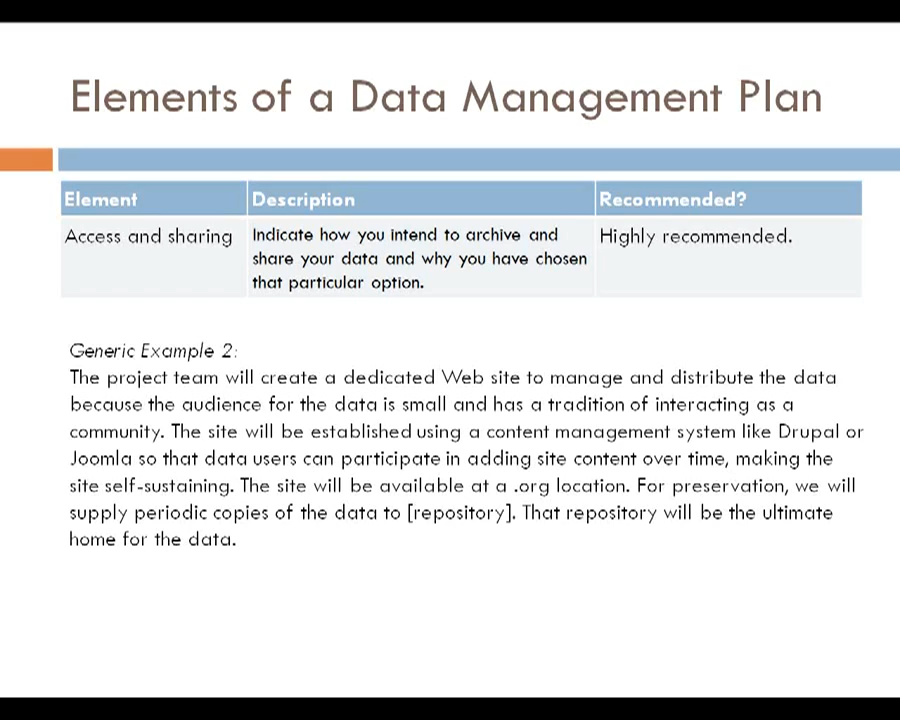 Elements of a Data Management Plan
Element Description Recommended?
Access and sharing Indicate how you intend to archive and Highly recommended.
share your data and why you have chosen
that particular option.
Generic Example 2:
The project team will create a dedicated Web site to manage and distribute the data
because the audience for the data is small and has a tradition of interacting as a
community. The site will be established using a content management system like Drupal or
Joomla so that data users can participate in adding site content over time, making the
site self-sustaining. The site will be available at a .org location. For preservation, we will
supply periodic copies of the data to [repository]. That repository will be the ultimate
home for the data.